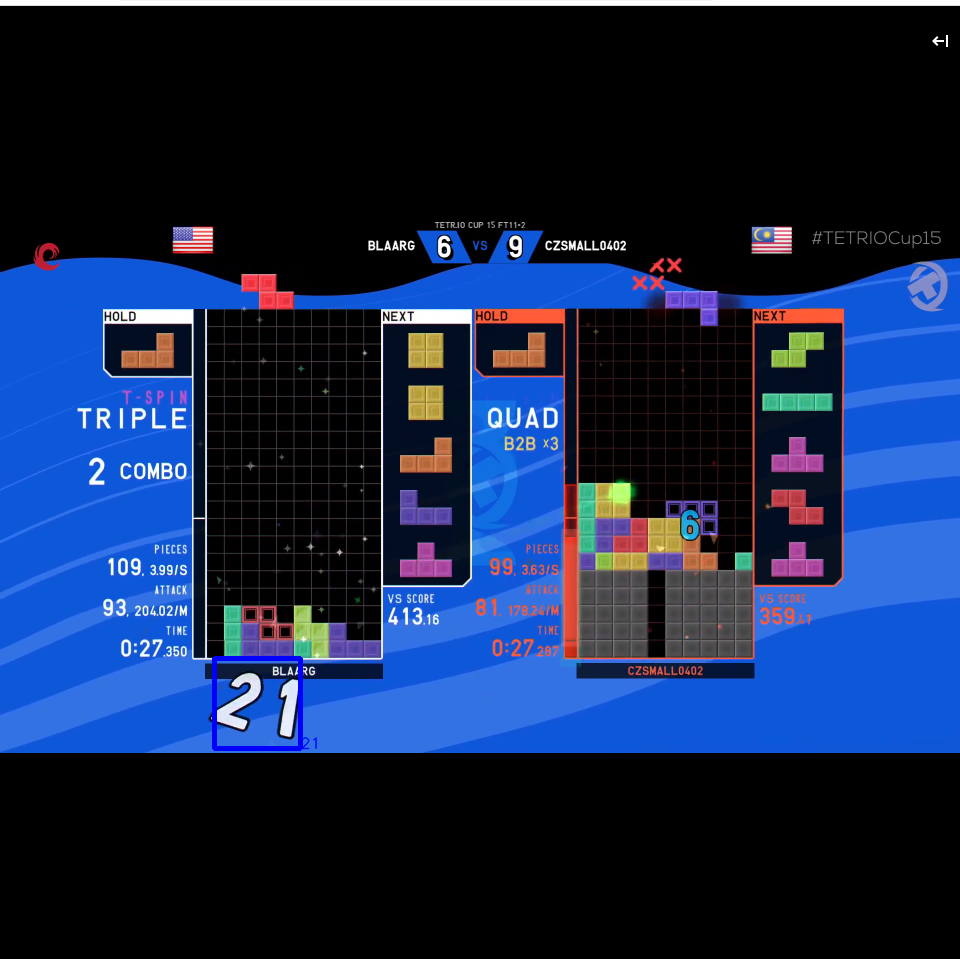 TETR.IO CUP 15 FT11-2
BLAARG 6 VS 9 CZSMALL0402
#TETRIOCup15
HOLD
NEXT
T-SPIN
TRIPLE
2 COMBO
PIECES
109, 3.99/S
ATTACK
93, 204.02/M
TIME
0:27.350
VS SCORE
413.16
BLAARG
21
21
HOLD
NEXT
QUAD
B2B ×3
6
PIECES
99, 3.63/S
ATTACK
81, 178.24/M
TIME
0:27.287
VS SCORE
CZSMALL0402